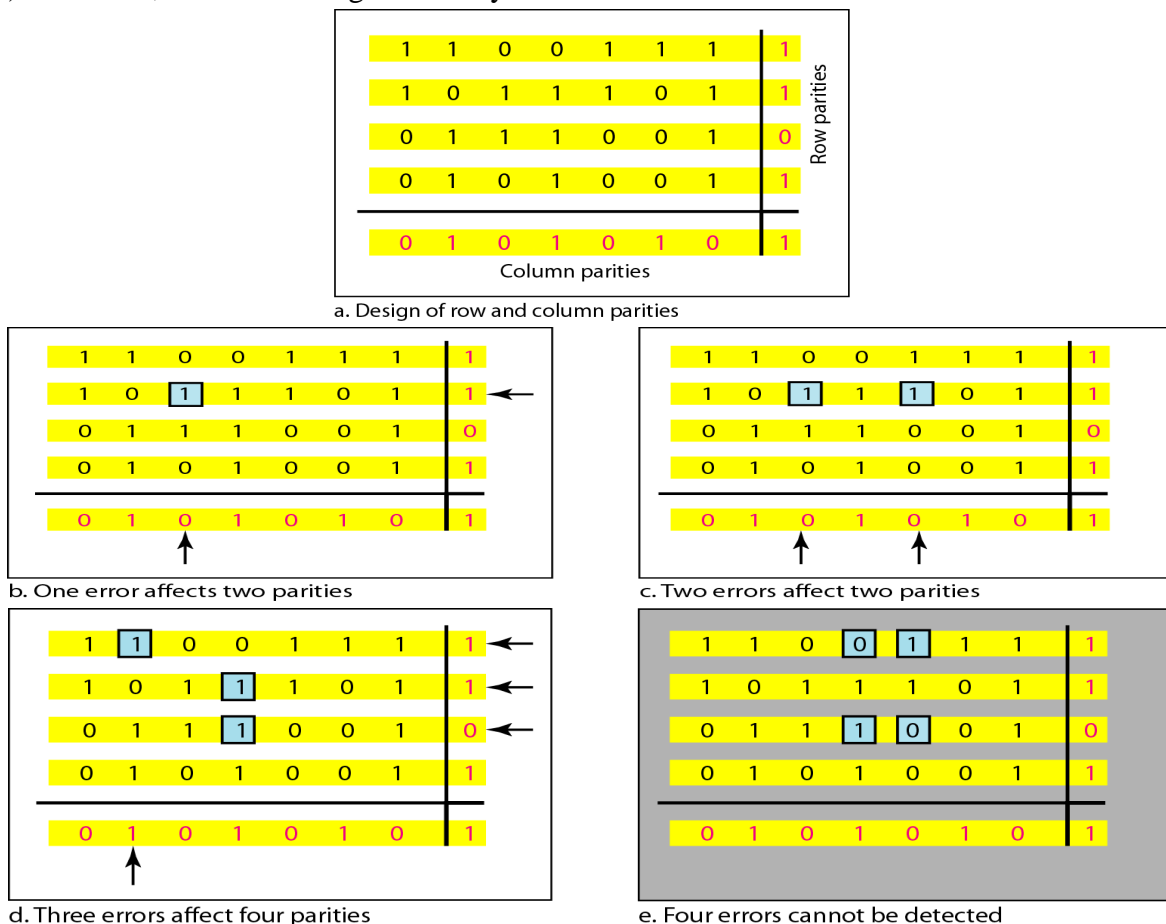 1 1 0 0 1 1 1 1
1 0 1 1 1 0 1 1
0 1 1 1 0 0 1 0
0 1 0 1 0 0 1 1
Row parities
0 1 0 1 0 1 0 1
Column parities
a. Design of row and column parities
1 1 0 0 1 1 1 1
1 0 1 1 1 0 1 1
0 1 1 1 0 0 1 0
0 1 0 1 0 0 1 1
0 1 0 1 0 1 0 1
b. One error affects two parities
1 1 0 0 1 1 1 1
1 0 1 1 1 0 1 1
0 1 1 1 0 0 1 0
0 1 0 1 0 0 1 1
0 1 0 1 0 1 0 1
c. Two errors affect two parities
1 1 0 0 1 1 1 1
1 0 1 1 1 0 1 1
0 1 1 1 0 0 1 0
0 1 0 1 0 0 1 1
0 1 0 1 0 1 0 1
d. Three errors affect four parities
1 1 0 0 1 1 1 1
1 0 1 1 1 0 1 1
0 1 1 1 0 0 1 0
0 1 0 1 0 0 1 1
0 1 0 1 0 1 0 1
e. Four errors cannot be detected